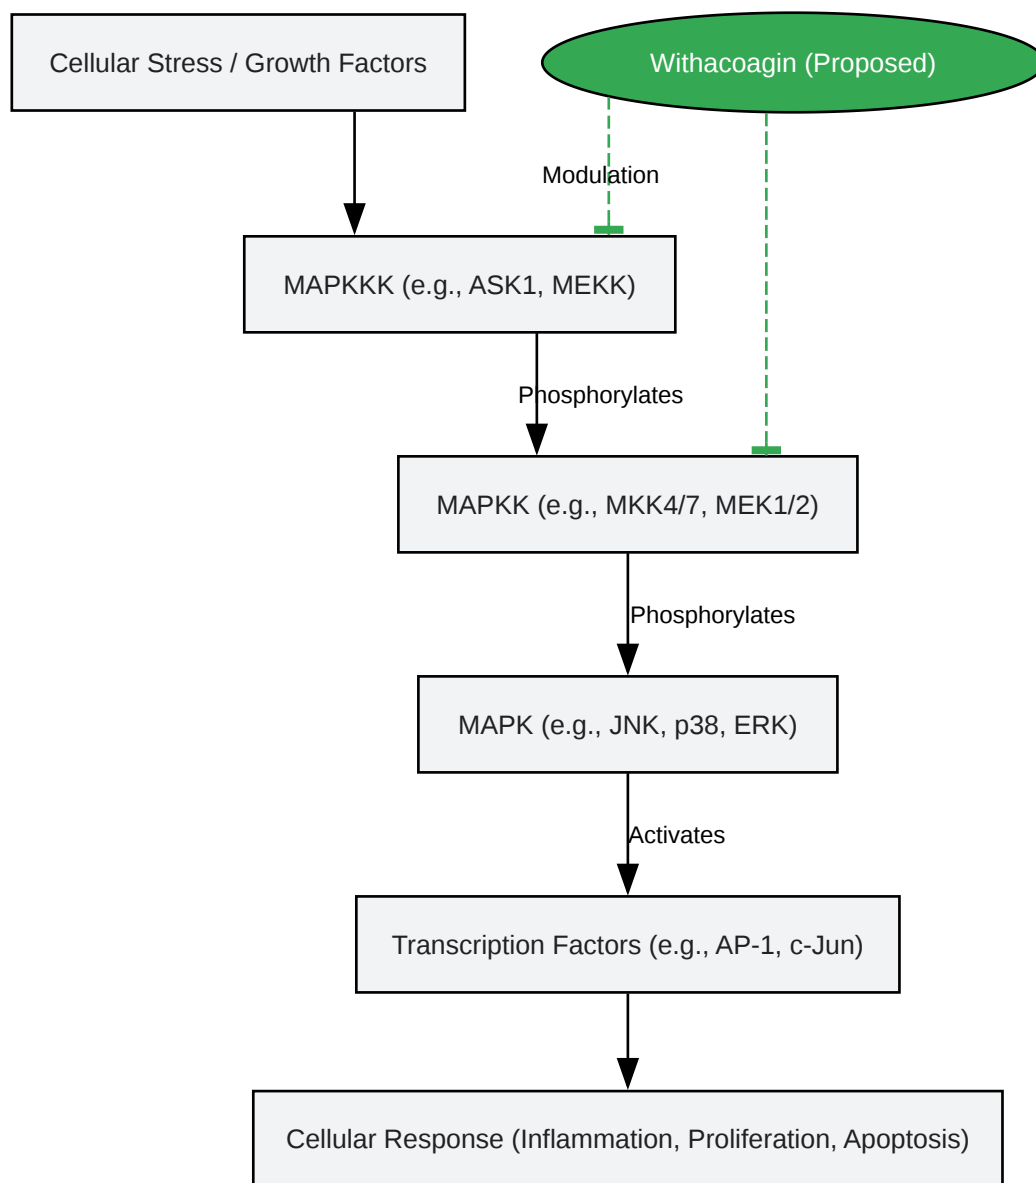 Cellular Stress / Growth Factors
Withacoagin (Proposed)
Modulation
MAPKKK (e.g., ASK1, MEKK)
Phosphorylates
MAPKK (e.g., MKK4/7, MEK1/2)
Phosphorylates
MAPK (e.g., JNK, p38, ERK)
Activates
Transcription Factors (e.g., AP-1, c-Jun)
Cellular Response (Inflammation, Proliferation, Apoptosis)